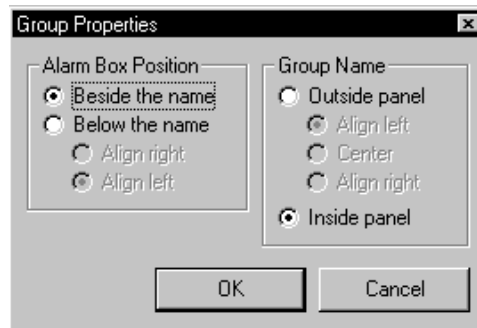 Group Properties
Alarm Box Position
Beside the name
Below the name
Align right
Align left
Group Name
Outside panel
Align left
Center
Align right
Inside panel
OK
Cancel